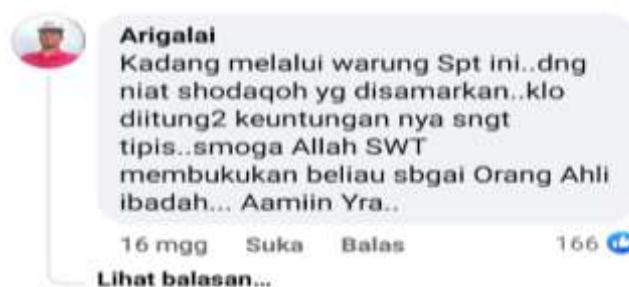 Arigalai
Kadang melalui warung Spt ini..dng
niat shodaqoh yg disamarkan..klo
diitung2 keuntungan nya sngt
tipis..smoga Allah SWT
membukukan beliau sbgai Orang Ahli
ibadah... Aamiin Yra..
16 mgg Suka Balas 166
Lihat balasan...